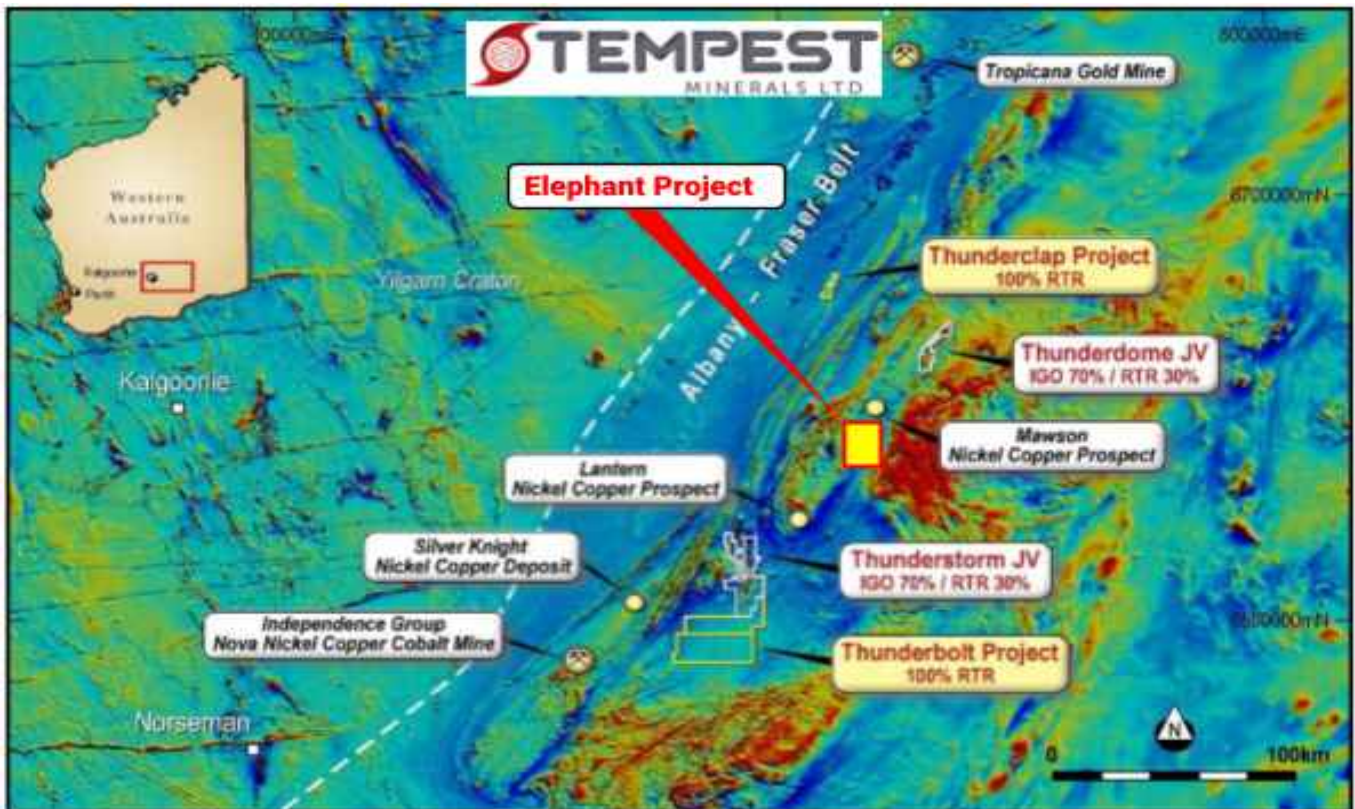 TEMPEST
MINERALS LTD
800000mE
Tropicana Gold Mine
Elephant Project
Albany - Fraser Belt
Western
Australia
Kalgoorlie
Perth
Yilgarn Craton
6700000mN
Thunderclap Project
100% RTR
Thunderdome JV
IGO 70% / RTR 30%
Kalgoorlie
Mawson
Nickel Copper Prospect
Lantern
Nickel Copper Prospect
Silver Knight
Nickel Copper Deposit
Thunderstorm JV
IGO 70% / RTR 30%
Independence Group
Nova Nickel Copper Cobalt Mine
Thunderbolt Project
100% RTR
Norseman
N
0
100km